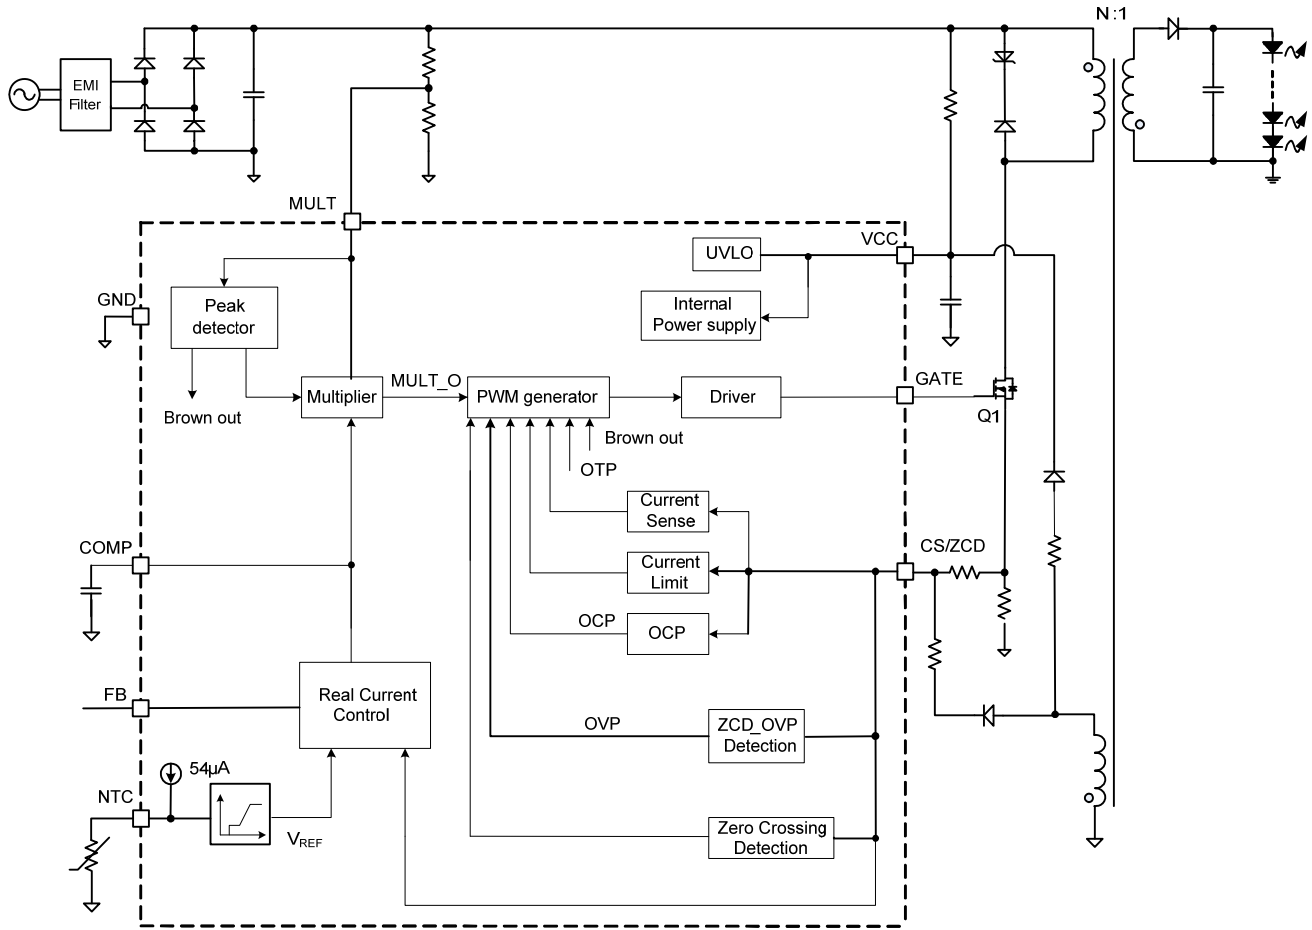 N:1
EMI
Filter
MULT
VCC
UVLO
GND
Peak
detector
Internal
Power supply
MULT_O
GATE
Multiplier
PWM generator
Driver
Brown out
Q1
Brown out
OTP
Current
Sense
COMP
CS/ZCD
Current
Limit
OCP
OCP
FB
Real Current
Control
OVP
ZCD_OVP
Detection
54µA
NTC
VREF
Zero Crossing
Detection